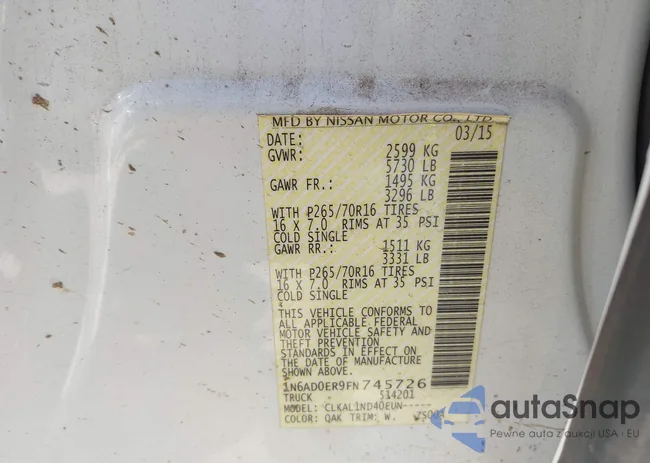 MFD BY NISSAN MOTOR CO., LTD
DATE: 03/15
GVWR: 2599 KG
5730 LB
GAWR FR.: 1495 KG
3296 LB
WITH P265/70R16 TIRES
16 X 7.0 RIMS AT 35 PSI
COLD SINGLE
GAWR RR.: 1511 KG
3331 LB
WITH P265/70R16 TIRES
16 X 7.0 RIMS AT 35 PSI
COLD SINGLE
THIS VEHICLE CONFORMS TO
ALL APPLICABLE FEDERAL
MOTOR VEHICLE SAFETY AND
THEFT PREVENTION
STANDARDS IN EFFECT ON
THE DATE OF MANUFACTURE
SHOWN ABOVE.
1N6AD0ER9FN745726
TRUCK 514201
MODEL: CLKAL1ND40EUN-----
COLOR: QAK TRIM: W.
autaSnap
Pewne auta z aukcji USA i EU